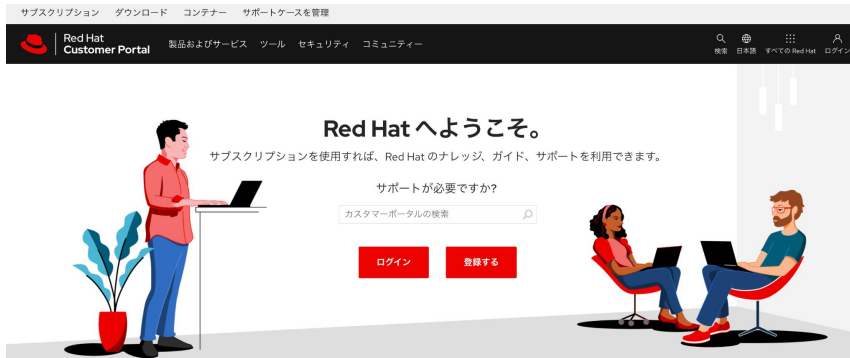 サブスクリプション ダウンロード コンテナー サポートケースを管理
Red Hat
Customer Portal
製品およびサービス ツール セキュリティ コミュニティー
検索 日本語 すべての Red Hat ログイン
Red Hat へようこそ。
サブスクリプションを使用すれば、Red Hat のナレッジ、ガイド、サポートを利用できます。
サポートが必要ですか?
カスタマーポータルの検索
ログイン 登録する